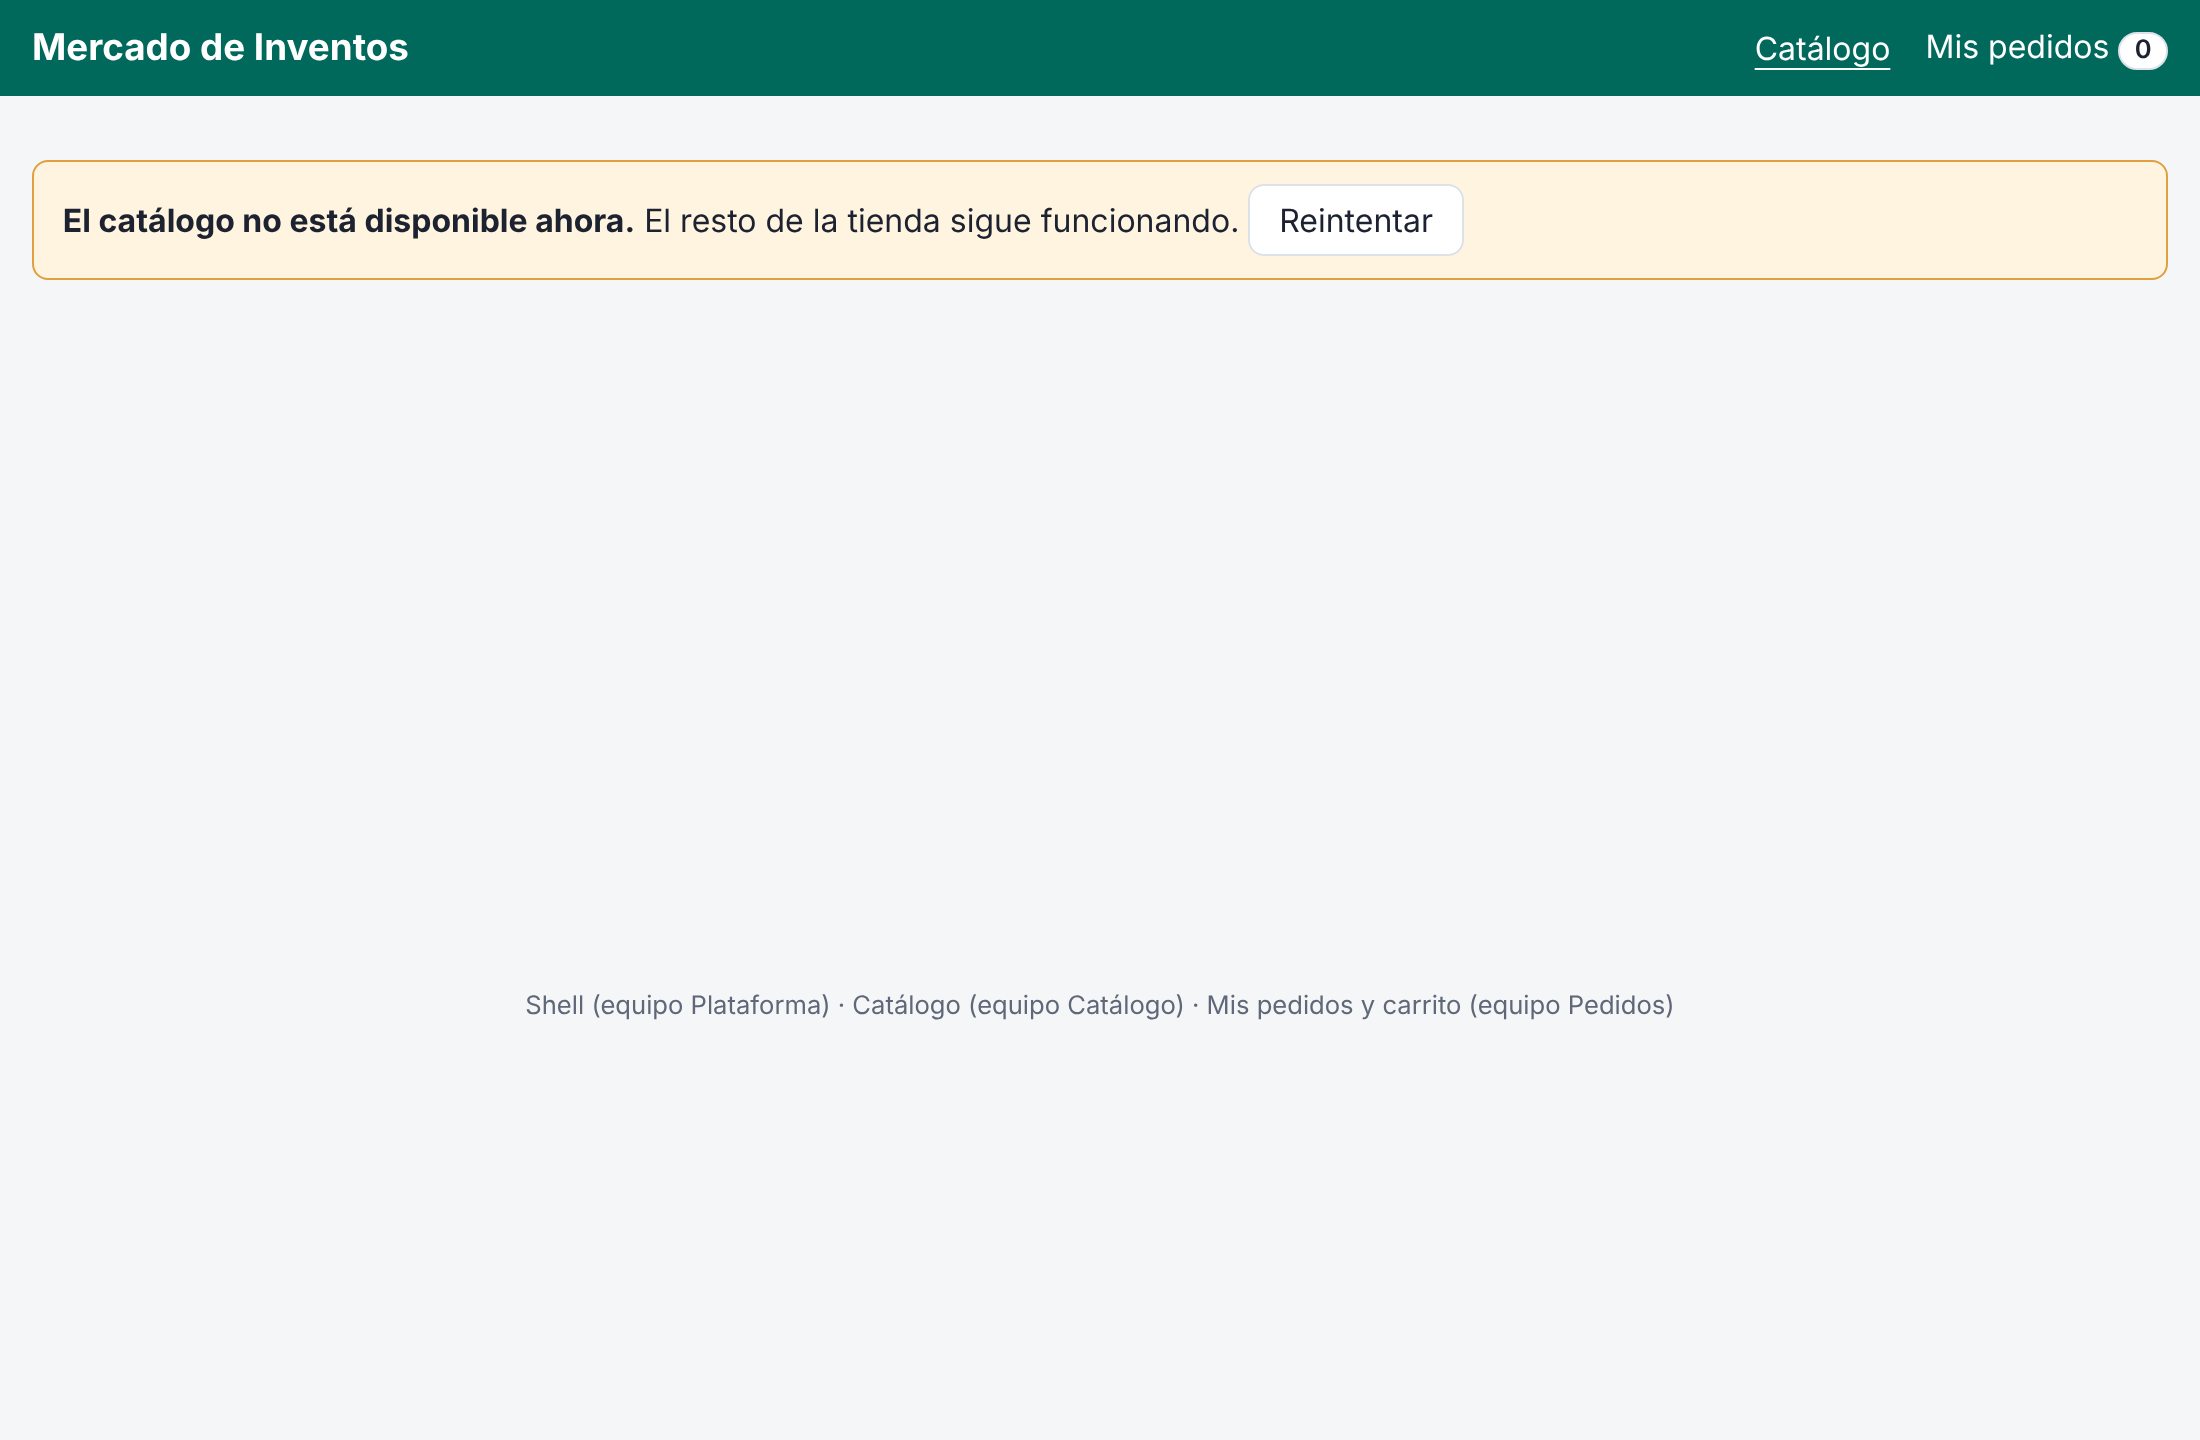 Mercado de Inventos
Catálogo
Mis pedidos 0
El catálogo no está disponible ahora. El resto de la tienda sigue funcionando. Reintentar
Shell (equipo Plataforma) · Catálogo (equipo Catálogo) · Mis pedidos y carrito (equipo Pedidos)